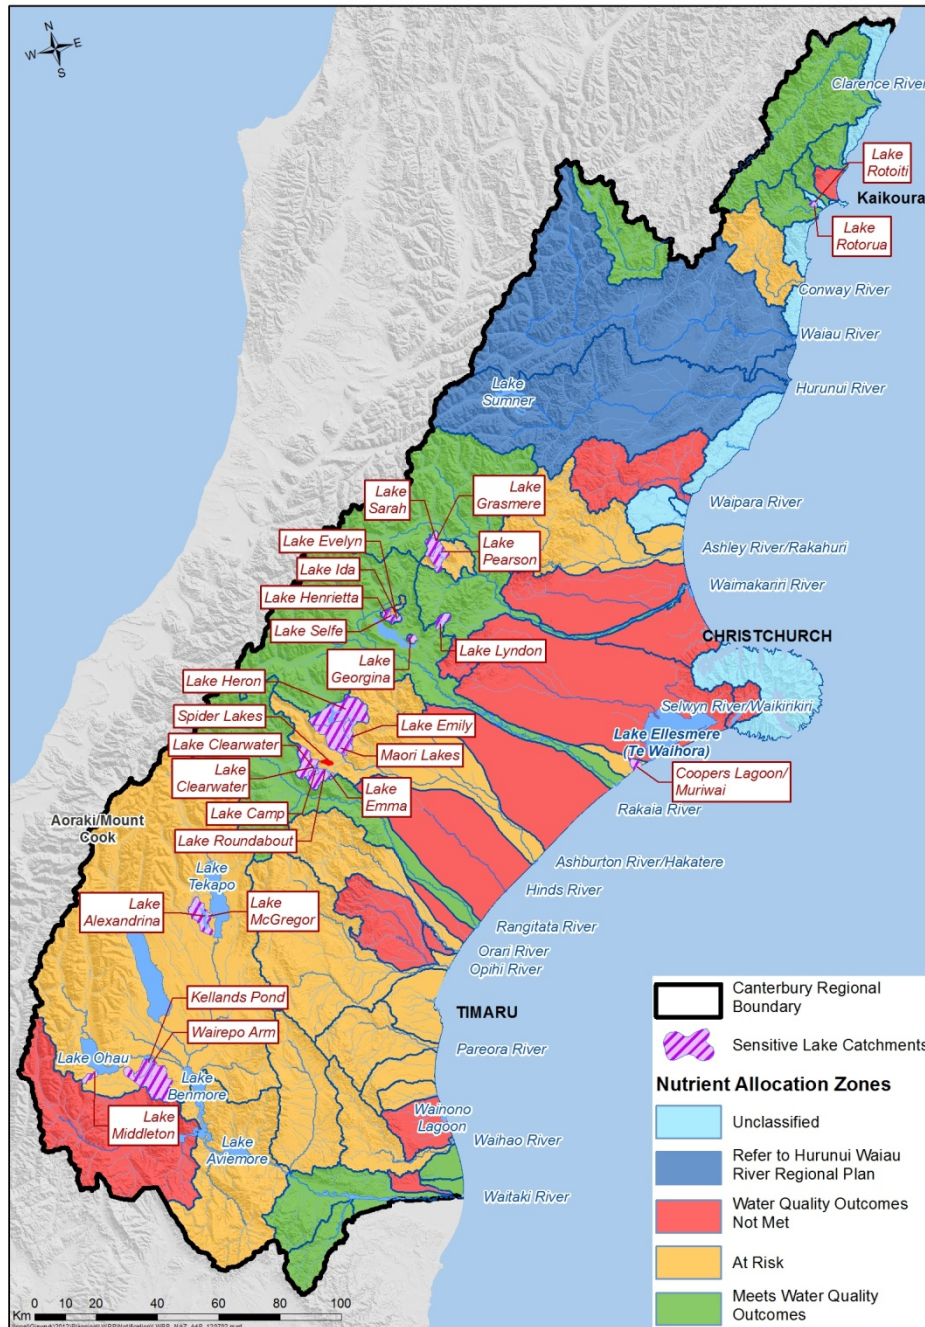 N
W
E
S
Clarence River
Lake
Rotoiti
Kaikoura
Lake
Rotorua
Conway River
Waiau River
Hurunui River
Lake
Sumner
Lake
Sarah
Lake
Grasmere
Waipara River
Lake Evelyn
Lake
Pearson
Ashley River/Rakahuri
Lake Ida
Waimakariri River
Lake Henrietta
Lake Selfe
CHRISTCHURCH
Lake
Georgina
Lake Lyndon
Lake Heron
Selwyn River/Waikirikiri
Spider Lakes
Lake Emily
Lake Ellesmere
(Te Waihora)
Lake Clearwater
Maori Lakes
Lake
Clearwater
Lake
Emma
Coopers Lagoon/
Muriwai
Lake Camp
Rakaia River
Aoraki/Mount
Cook
Lake Roundabout
Ashburton River/Hakatere
Lake
Tekapo
Hinds River
Lake
Alexandrina
Lake
McGregor
Rangitata River
Orari River
Opihi River
Kellands Pond
TIMARU
Wairepo Arm
Pareora River
Lake Ohau
Lake
Benmore
Lake
Middleton
Wainono
Lagoon
Lake
Aviemore
Waihao River
Waitaki River
Canterbury Regional
Boundary
Sensitive Lake Catchments
Nutrient Allocation Zones
Unclassified
Refer to Hurunui Waiau
River Regional Plan
Water Quality Outcomes
Not Met
At Risk
Meets Water Quality
Outcomes
0 10 20 40 60 80 100
Km